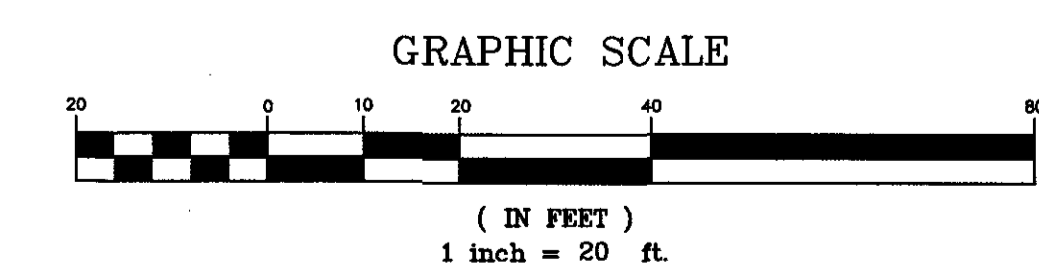 GRAPHIC SCALE
20 0 10 20 40 80
( IN FEET )
1 inch = 20 ft.